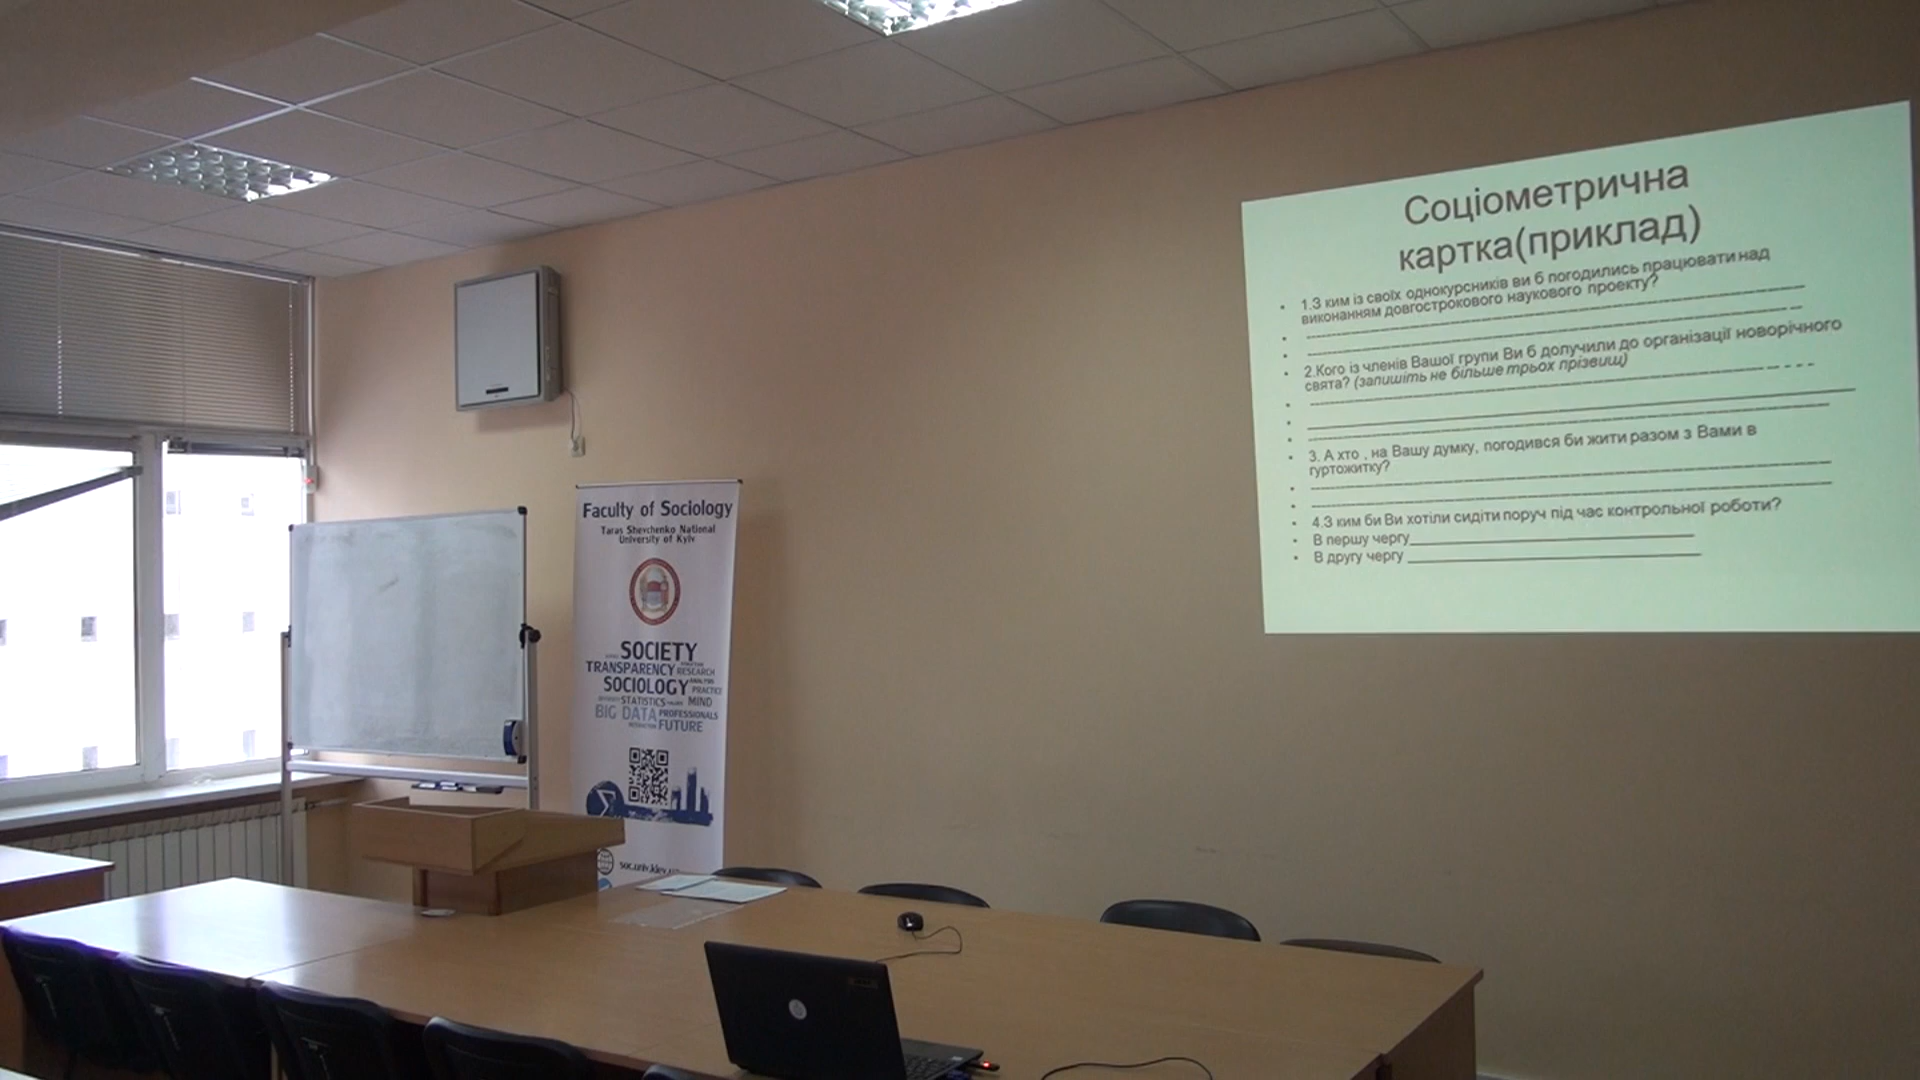 Faculty of Sociology
Taras Shevchenko National
University of Kyiv
SOCIETY
TRANSPARENCY RESEARCH
SOCIOLOGY ANALYSIS PRACTICE
STATISTICS MIND
BIG DATA PROFESSIONALS
FUTURE
soc.univ.kiev.
Соціометрична
картка(приклад)
1.З ким із своїх однокурсників ви б погодились працювати над
виконанням довгострокового наукового проекту?
2.Кого із членів Вашої групи Ви б долучили до організації новорічного
свята? (запишіть не більше трьох прізвищ)
3. А хто , на Вашу думку, погодився би жити разом з Вами в
гуртожитку?
4.З ким би Ви хотіли сидіти поруч під час контрольної роботи?
В першу чергу
В другу чергу